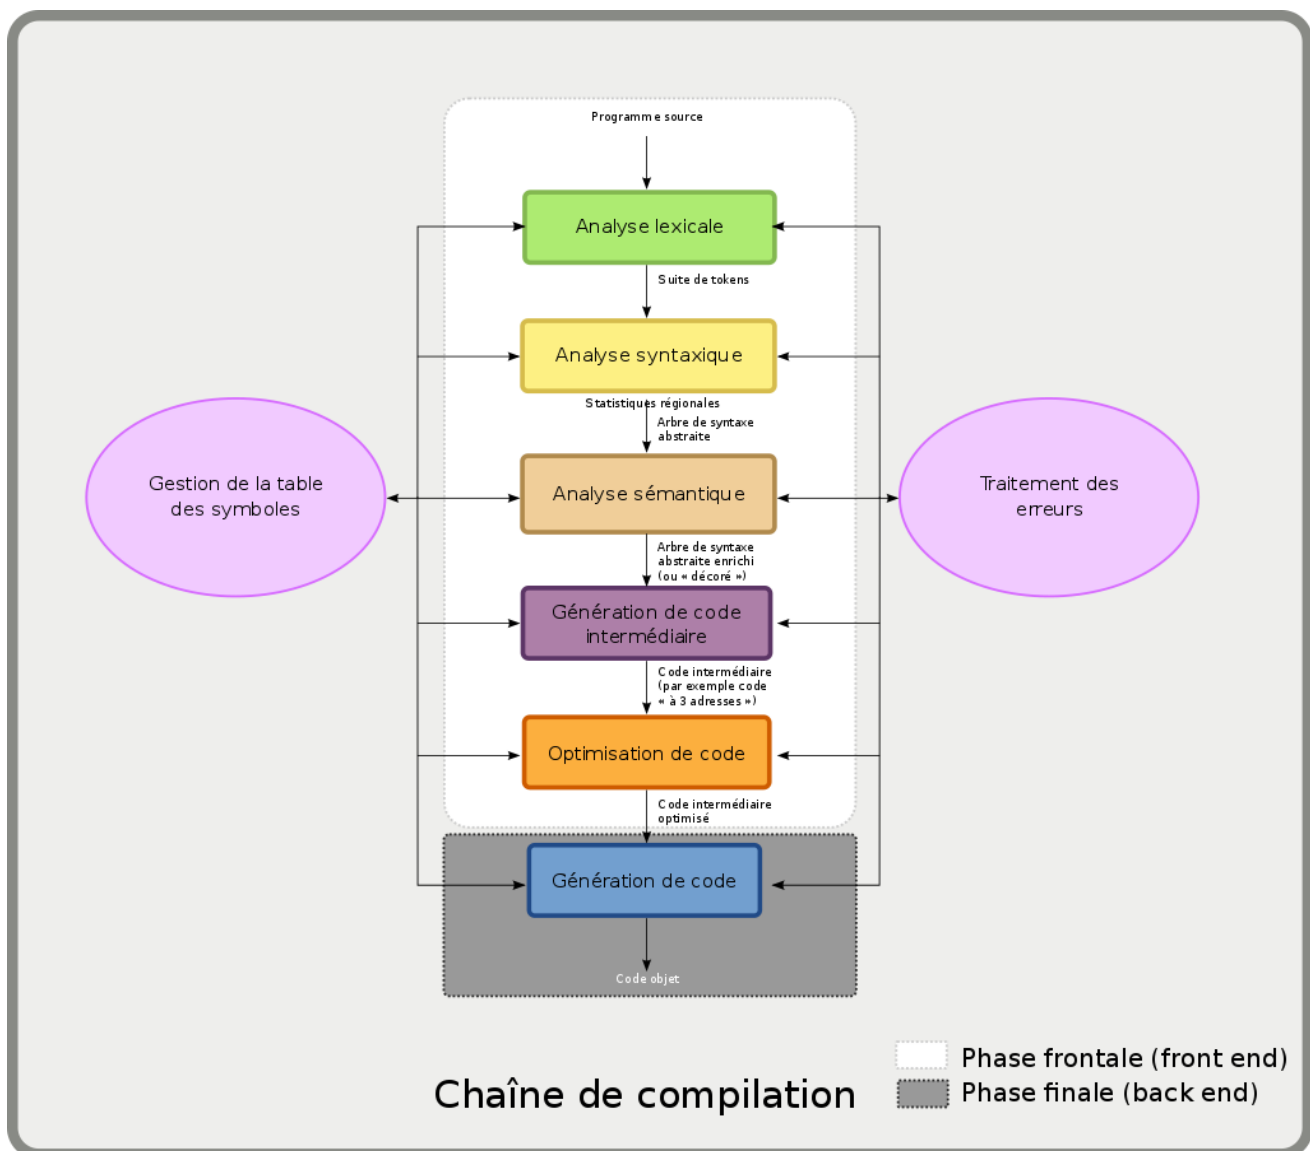 Programme source
Analyse lexicale
Suite de tokens
Analyse syntaxique
Statistiques régionales
Arbre de syntaxe
abstraite
Gestion de la table
des symboles
Analyse sémantique
Traitement des
erreurs
Arbre de syntaxe
abstraite enrichi
(ou « décoré »)
Génération de code
intermédiaire
Code intermédiaire
(par exemple code
« à 3 adresses »)
Optimisation de code
Code intermédiaire
optimisé
Génération de code
Code objet
Chaîne de compilation
Phase frontale (front end)
Phase finale (back end)